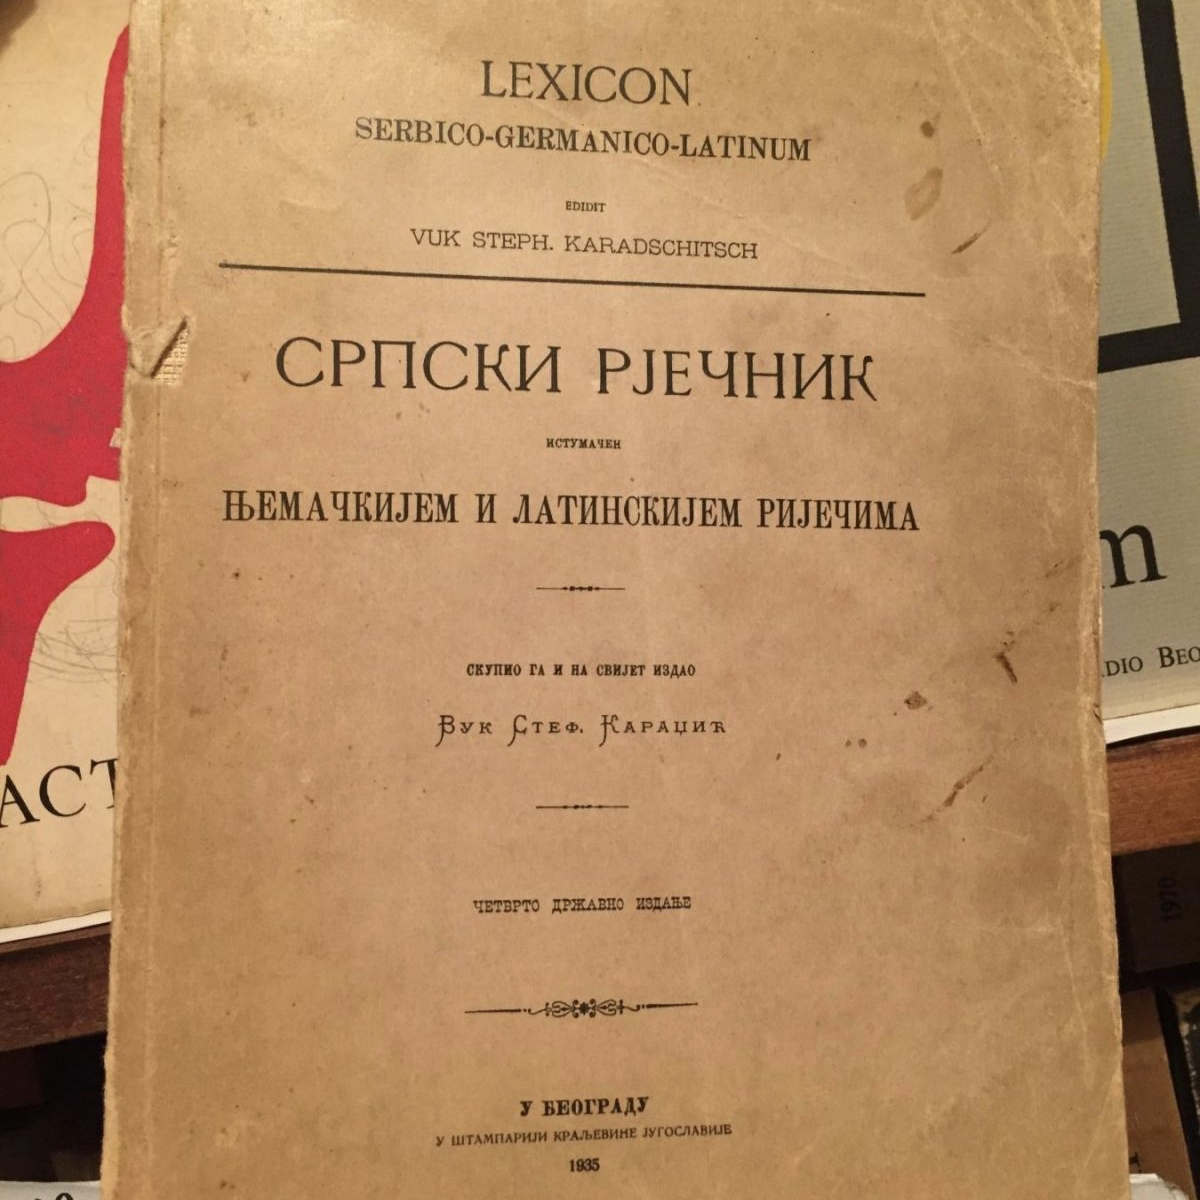 LEXICON
SERBICO-GERMANICO-LATINUM
EDIDIT
VUK STEPH. KARADSCHITSCH
СРПСКИ РЈЕЧНИК
ИСТУМАЧЕН
ЊЕМАЧКИЈЕМ И ЛАТИНСКИЈЕМ РИЈЕЧИМА
СКУПИО ГА И НА СВИЈЕТ ИЗДАО
ВУК СТЕФ. КАРАЏИЋ
ЧЕТВРТО ДРЖАВНО ИЗДАЊЕ
У БЕОГРАДУ
У ШТАМПАРИЈИ КРАЉЕВИНЕ ЈУГОСЛАВИЈЕ
1935
1970